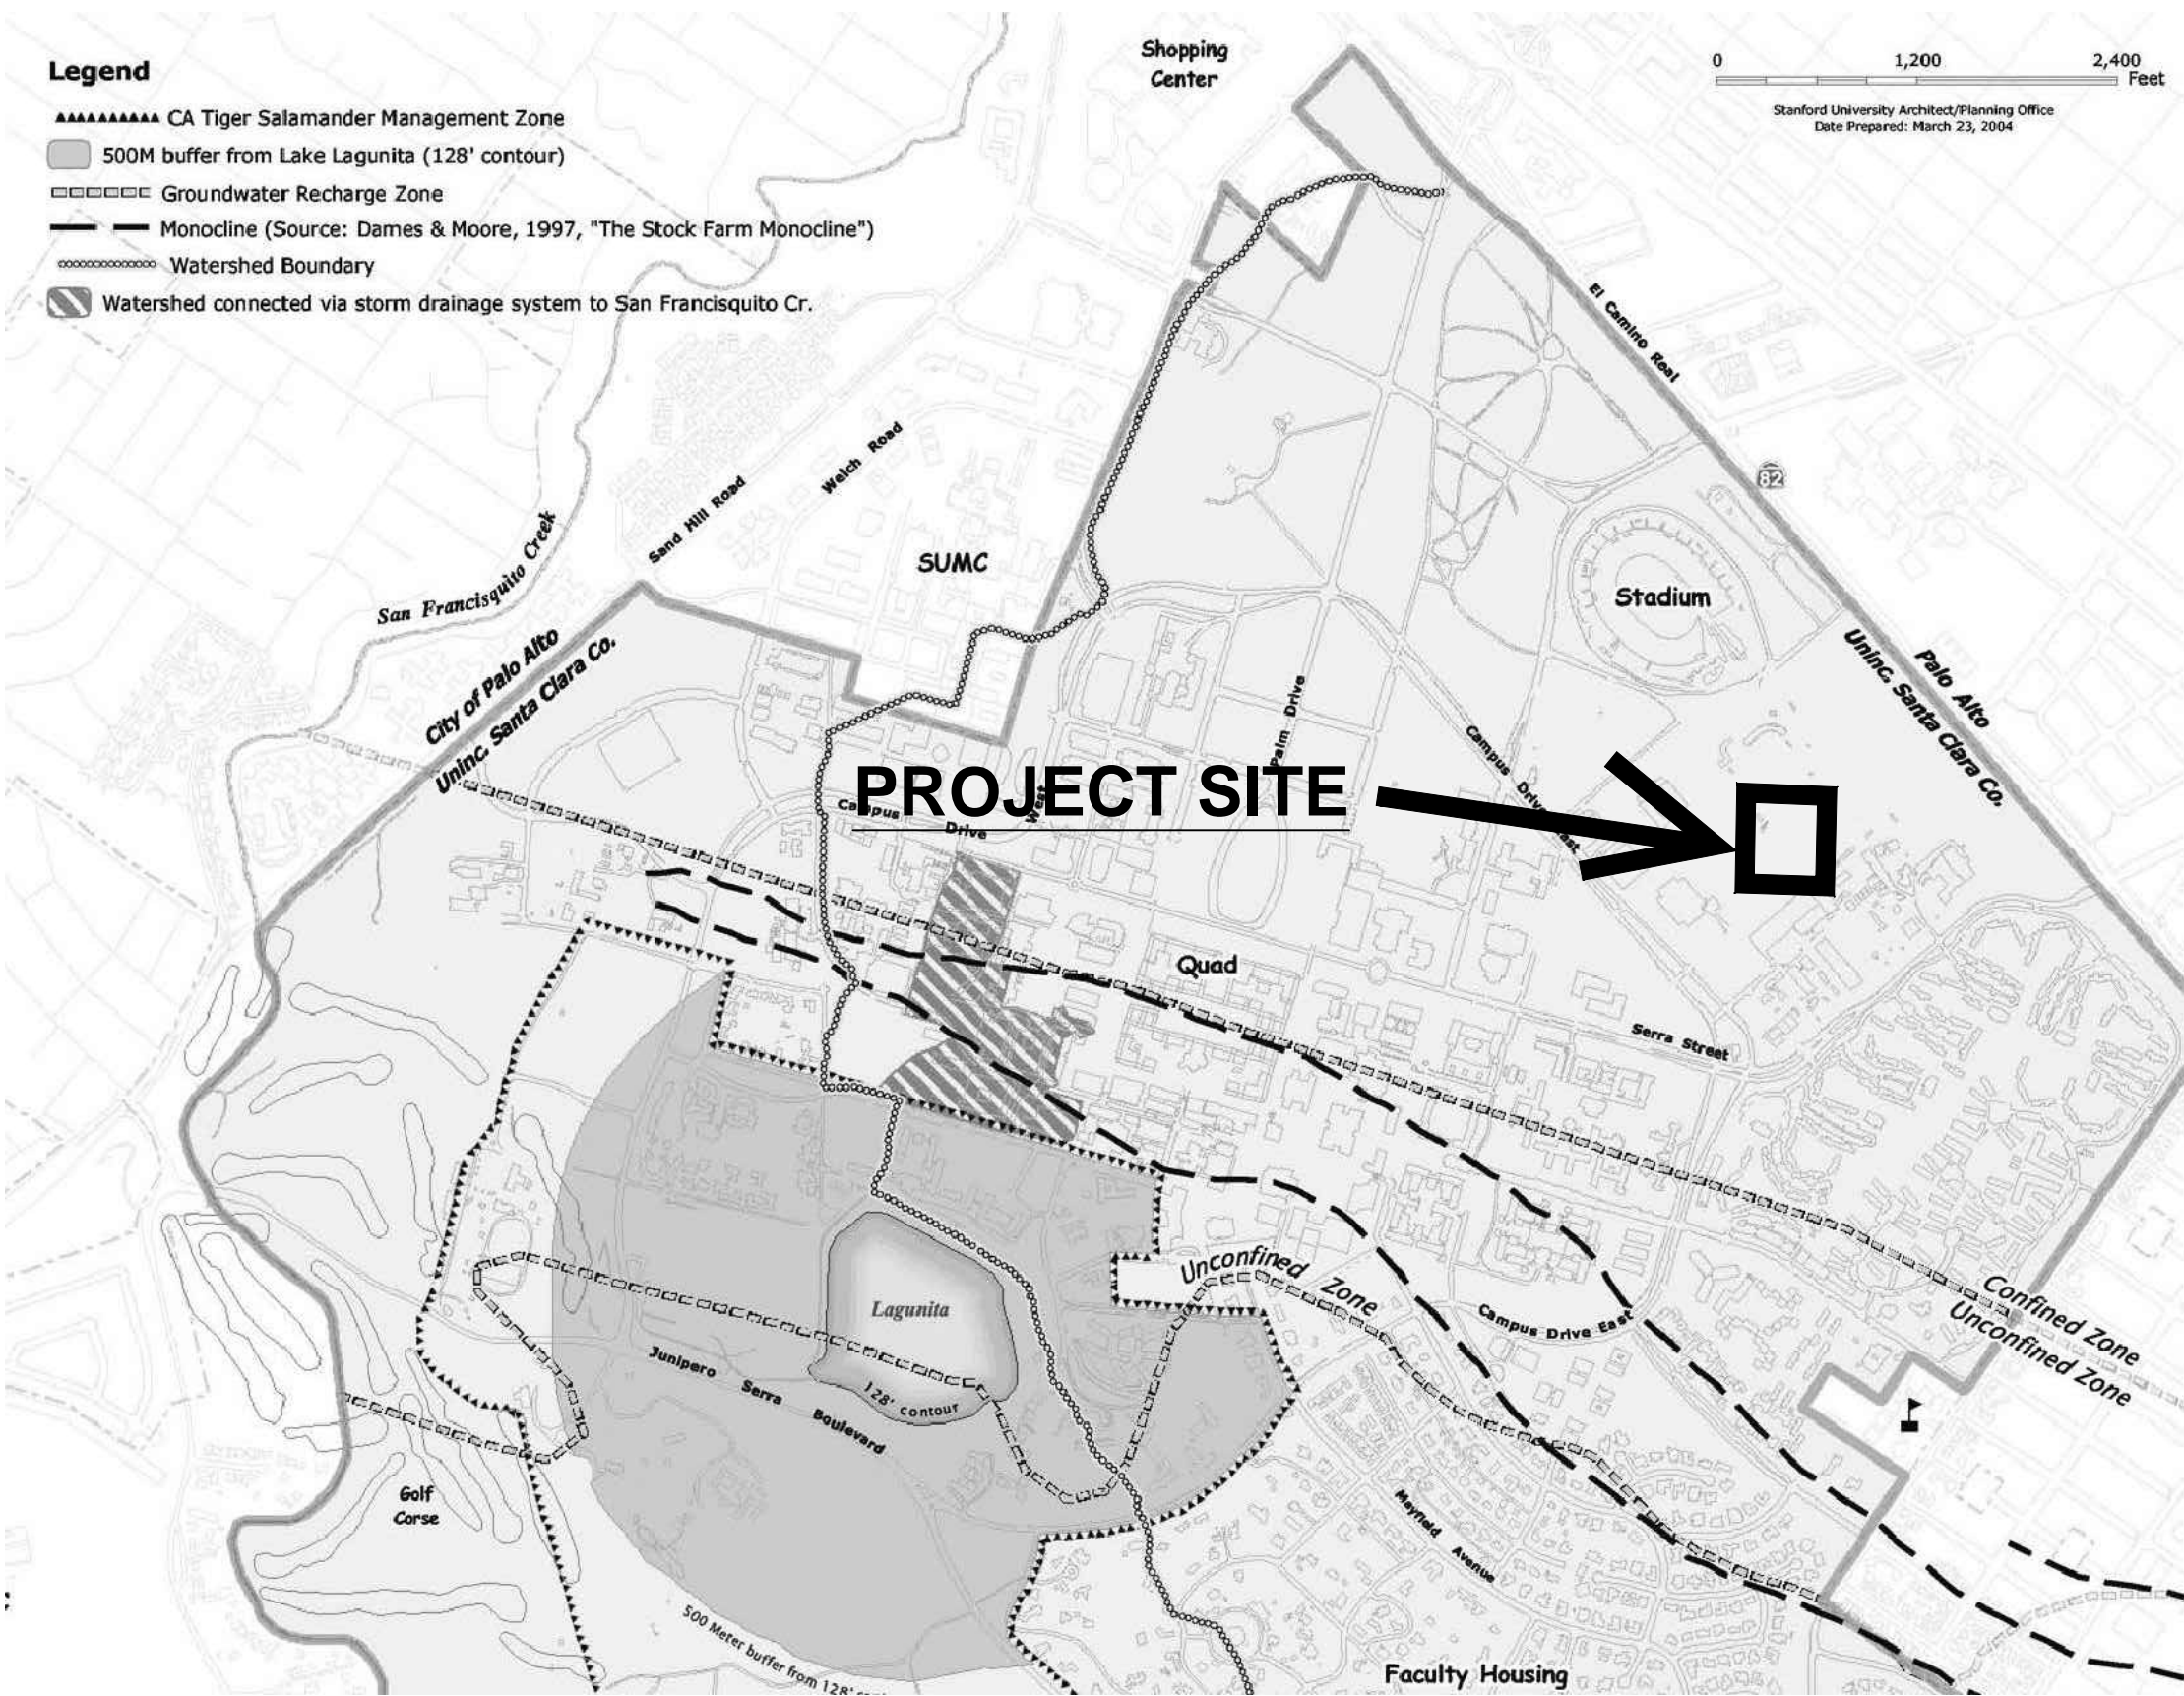 Legend
CA Tiger Salamander Management Zone
500M buffer from Lake Lagunita (128' contour)
Groundwater Recharge Zone
Monocline (Source: Dames & Moore, 1997, "The Stock Farm Monocline")
Watershed Boundary
Watershed connected via storm drainage system to San Francisquito Cr.
Shopping
Center
0 1,200 2,400
Feet
Stanford University Architect/Planning Office
Date Prepared: March 23, 2004
El Camino Real
82
Welch Road
Sand Hill Road
San Francisquito Creek
SUMC
Stadium
City of Palo Alto
Uninc. Santa Clara Co.
Palo Alto
Uninc. Santa Clara Co.
Palm Drive
Campus Drive East
PROJECT SITE
Campus Drive West
Quad
Serra Street
Unconfined Zone
Lagunita
128' contour
Junipero Serra Boulevard
Campus Drive East
Confined Zone
Unconfined Zone
Golf
Corse
Mayfield Avenue
500 Meter buffer from 128'
Faculty Housing